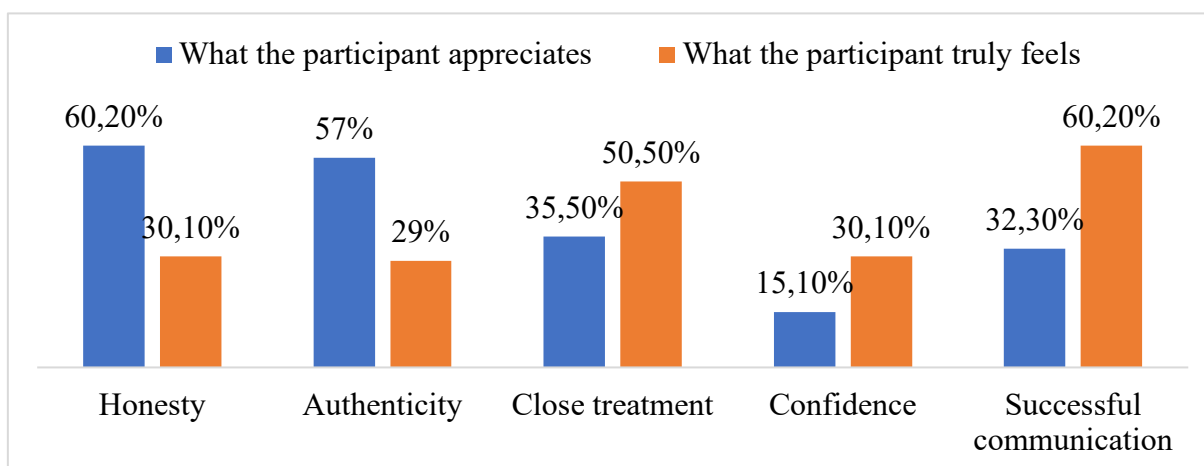 What the participant appreciates What the participant truly feels
60,20% 57% 60,20%
50,50%
35,50% 32,30%
30,10% 29% 30,10%
15,10%
Honesty Authenticity Close treatment Confidence Successful
communication